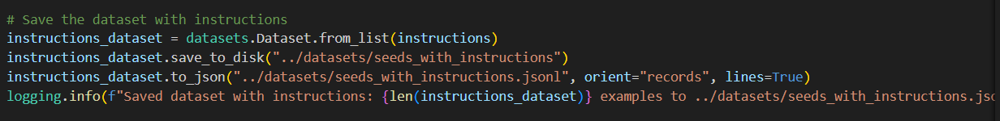 # Save the dataset with instructions
instructions_dataset = datasets.Dataset.from_list(instructions)
instructions_dataset.save_to_disk("../datasets/seeds_with_instructions")
instructions_dataset.to_json("../datasets/seeds_with_instructions.jsonl", orient="records", lines=True)
logging.info(f"Saved dataset with instructions: {len(instructions_dataset)} examples to ../datasets/seeds_with_instructions.jso